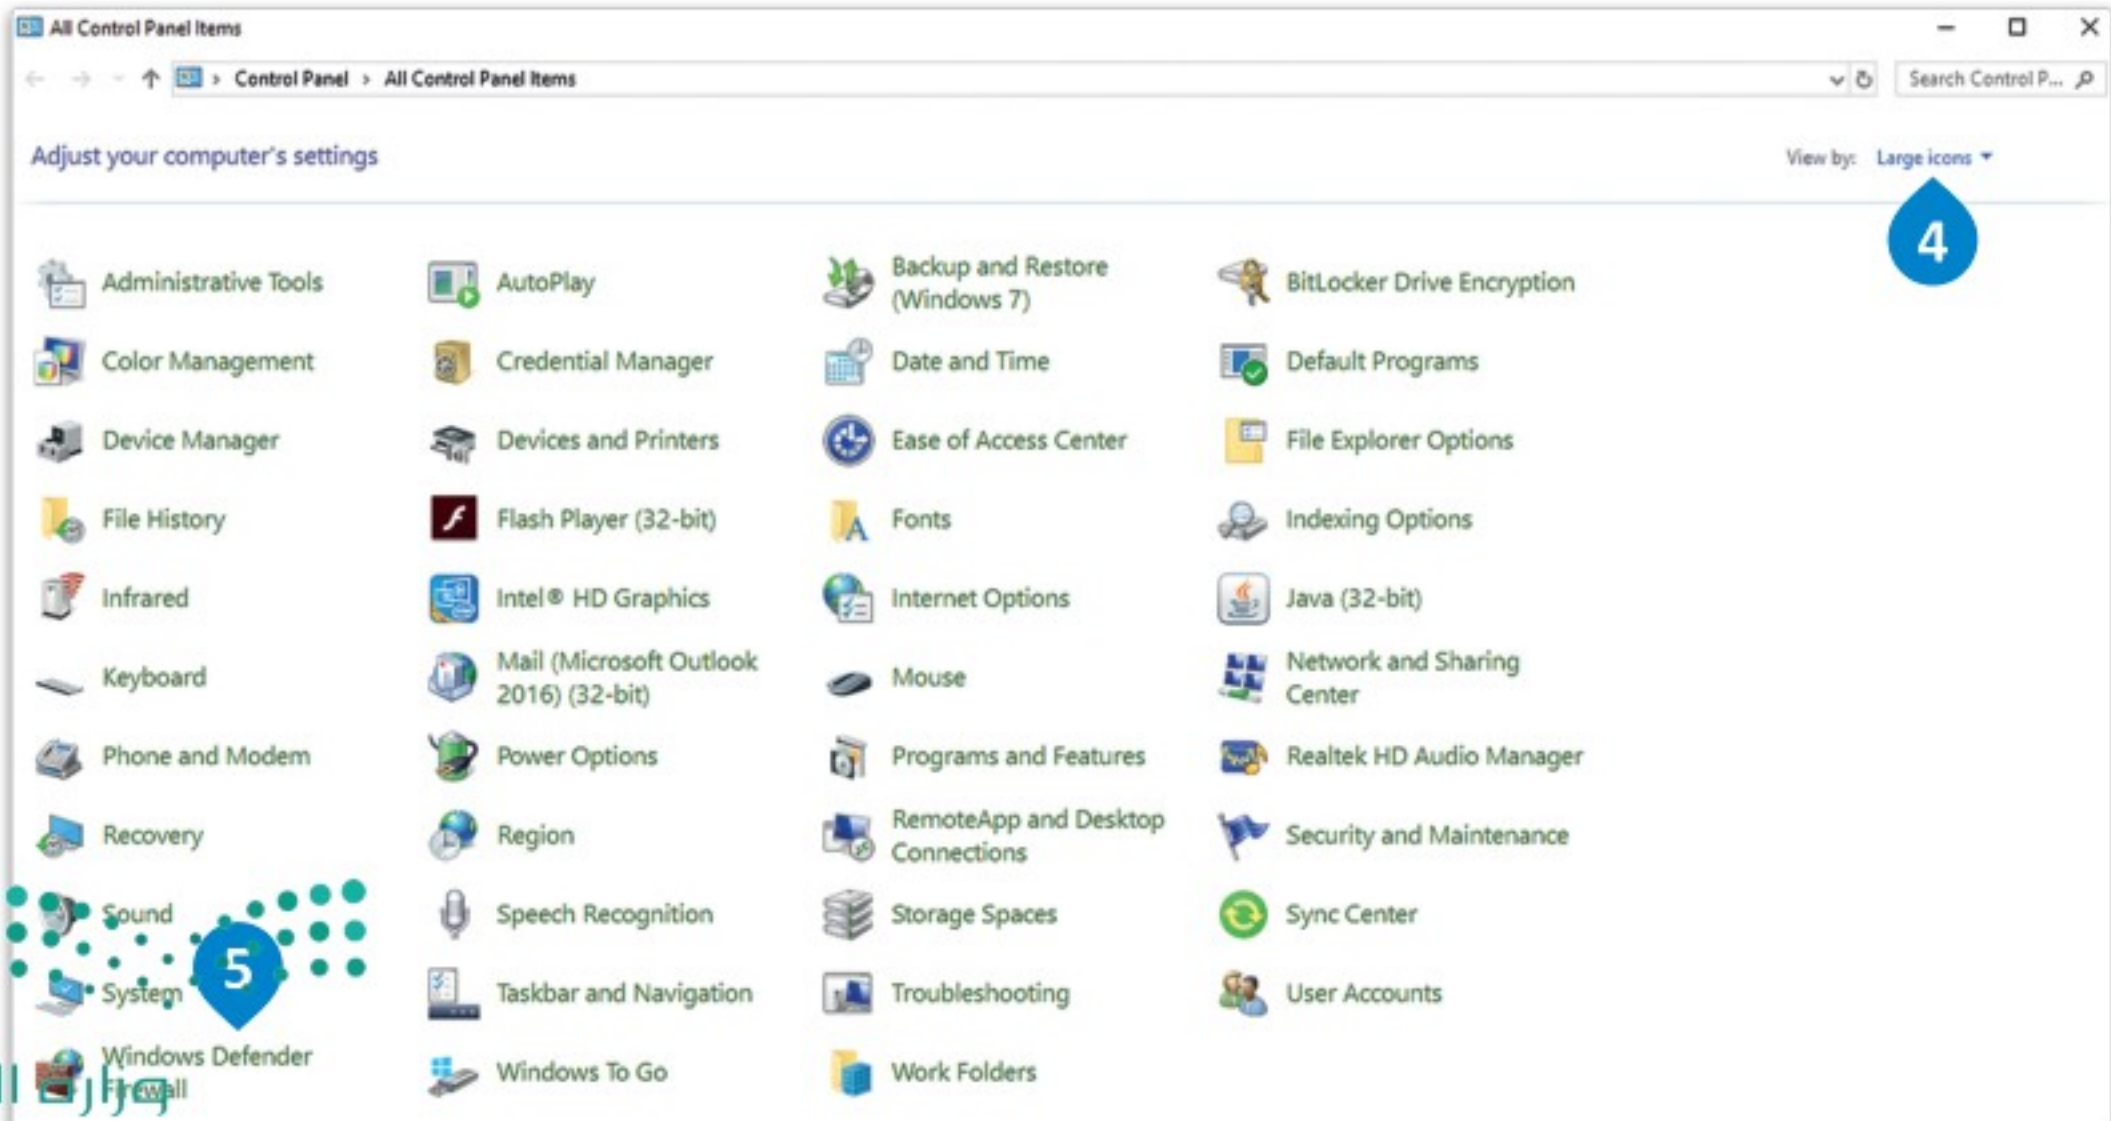 All Control Panel Items
Control Panel > All Control Panel Items
Search Control P...
Adjust your computer's settings
View by: Large icons
4
Administrative Tools
AutoPlay
Backup and Restore
(Windows 7)
BitLocker Drive Encryption
Color Management
Credential Manager
Date and Time
Default Programs
Device Manager
Devices and Printers
Ease of Access Center
File Explorer Options
File History
Flash Player (32-bit)
Fonts
Indexing Options
Infrared
Intel® HD Graphics
Internet Options
Java (32-bit)
Keyboard
Mail (Microsoft Outlook
2016) (32-bit)
Mouse
Network and Sharing
Center
Phone and Modem
Power Options
Programs and Features
Realtek HD Audio Manager
Recovery
Region
RemoteApp and Desktop
Connections
Security and Maintenance
Sound
Speech Recognition
Storage Spaces
Sync Center
5
System
Taskbar and Navigation
Troubleshooting
User Accounts
Windows Defender
Firewall
Windows To Go
Work Folders
وزارة